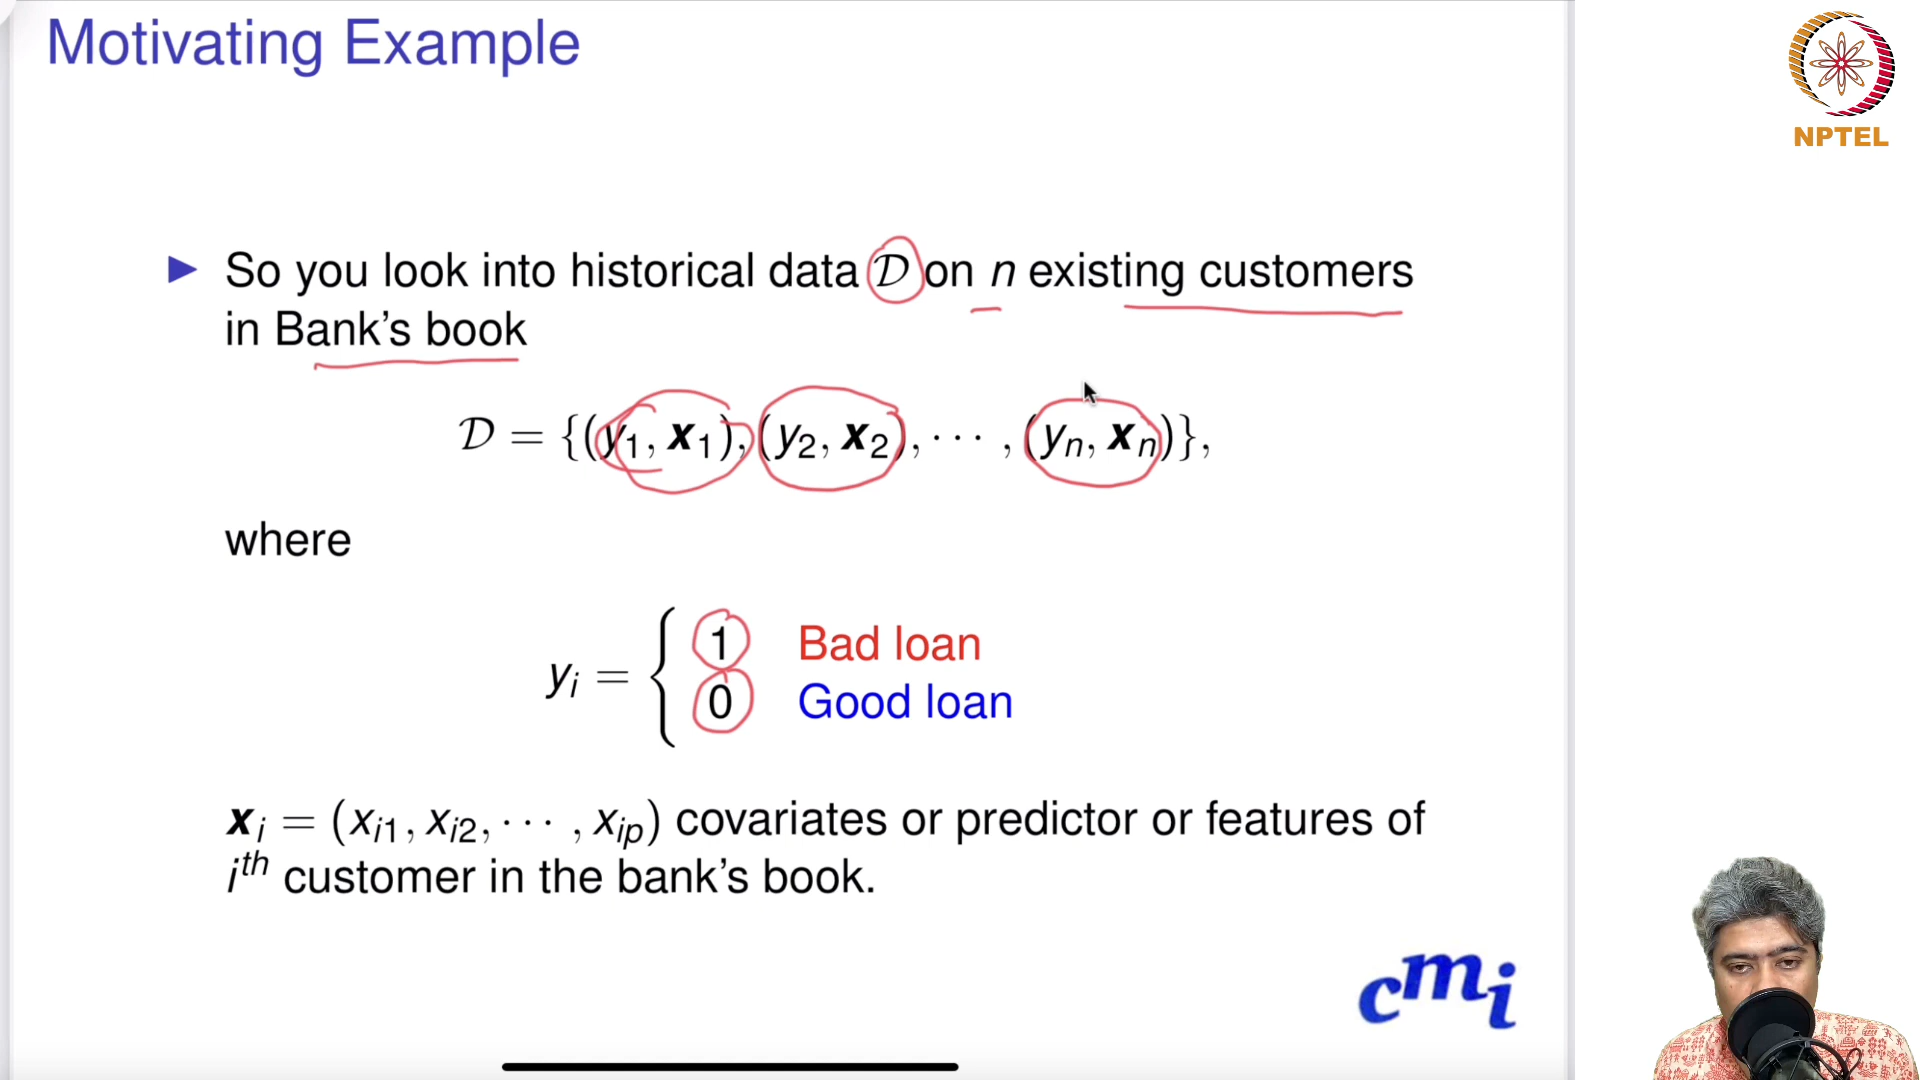 Motivating Example
NPTEL
▶ So you look into historical data 𝒟 on n existing customers
in Bank's book
𝒟 = {(y₁, x₁), (y₂, x₂), ⋯ , (yₙ, xₙ)},
where
yᵢ = { 1 Bad loan
0 Good loan
xᵢ = (xᵢ₁, xᵢ₂, ⋯ , xᵢₚ) covariates or predictor or features of
iᵗʰ customer in the bank's book.
cmi